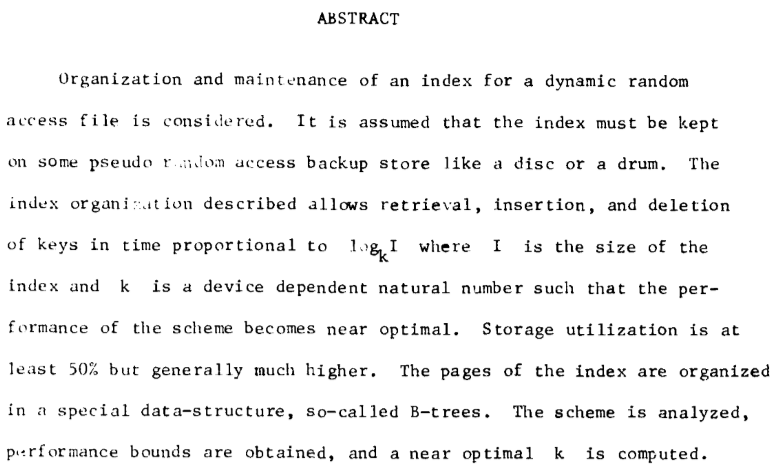 ABSTRACT
Organization and maintenance of an index for a dynamic random
access file is considered. It is assumed that the index must be kept
on some pseudo random access backup store like a disc or a drum. The
index organization described allows retrieval, insertion, and deletion
of keys in time proportional to log_k I where I is the size of the
index and k is a device dependent natural number such that the per-
formance of the scheme becomes near optimal. Storage utilization is at
least 50% but generally much higher. The pages of the index are organized
in a special data-structure, so-called B-trees. The scheme is analyzed,
performance bounds are obtained, and a near optimal k is computed.